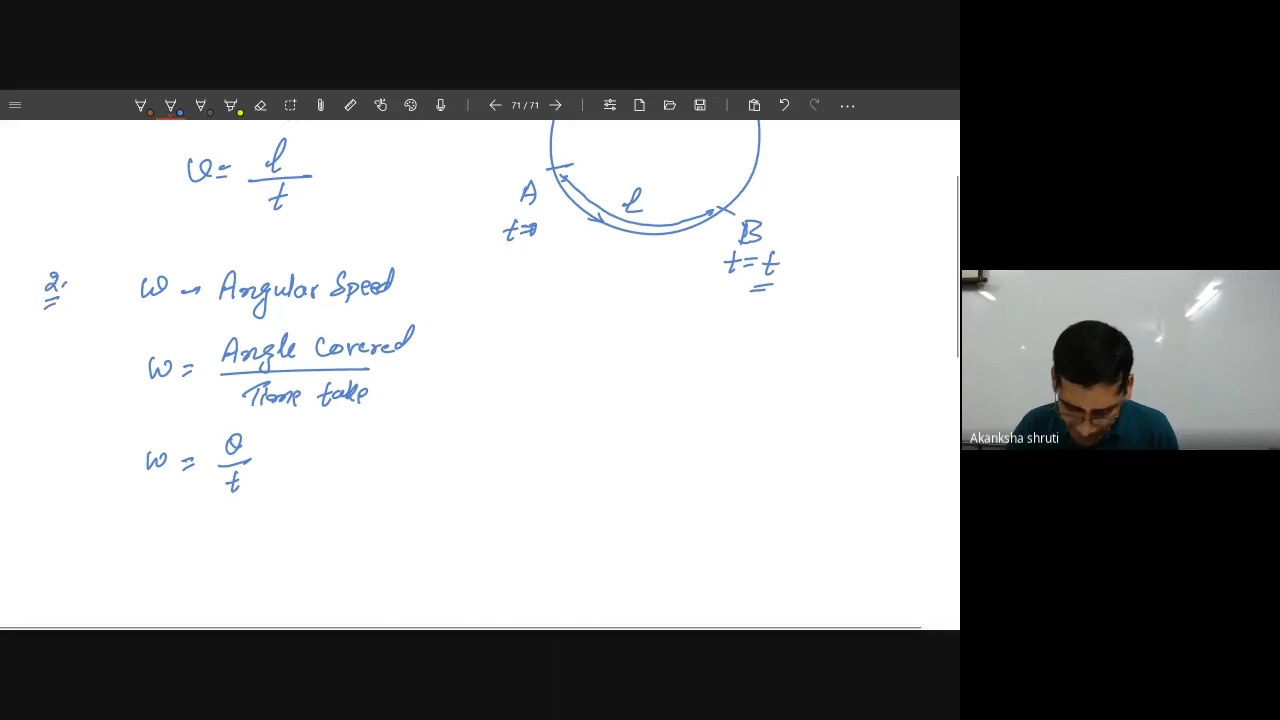 71 / 71
v = l / t
A
t=0
l
B
t = t
2. ω → Angular Speed
ω = Angle Covered / Time take
ω = θ / t
Akanksha shruti